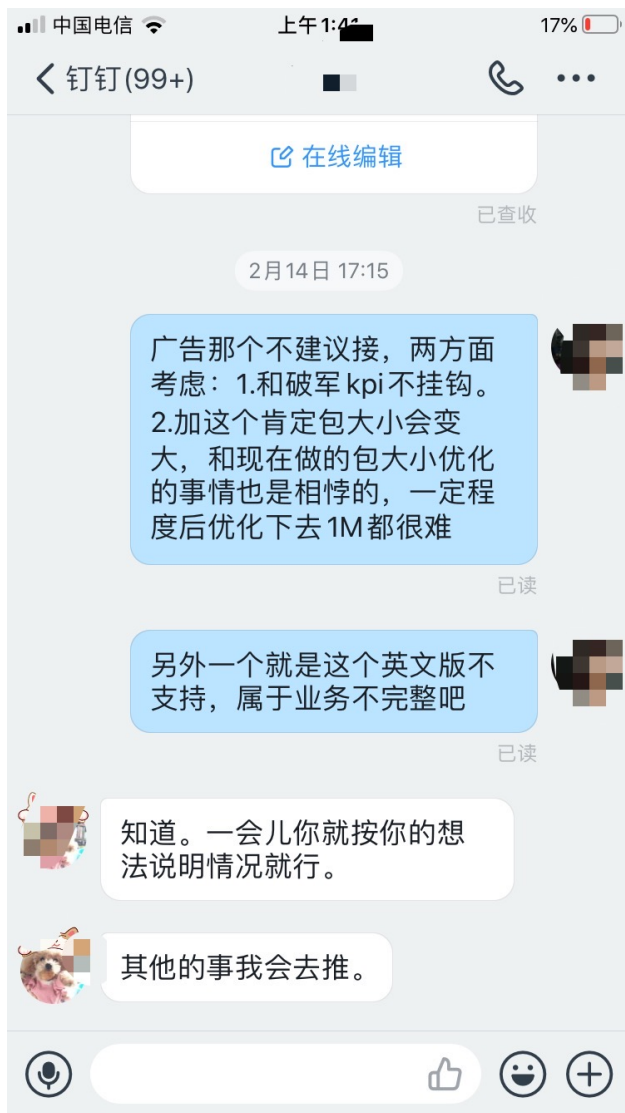 中国电信 上午 1:41 17%
钉钉(99+)
在线编辑
已查收
2月14日 17:15
广告那个不建议接，两方面
考虑：1.和破军kpi不挂钩。
2.加这个肯定包大小会变
大，和现在做的包大小优化
的事情也是相悖的，一定程
度后优化下去1M都很难
已读
另外一个就是这个英文版不
支持，属于业务不完整吧
已读
知道。一会儿你就按你的想
法说明情况就行。
其他的事我会去推。